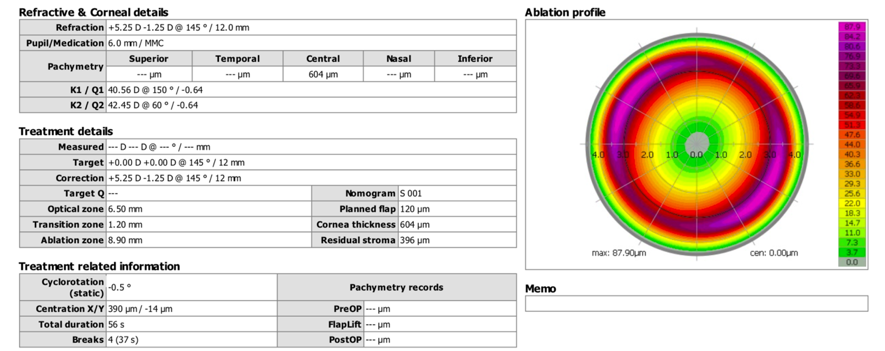 Refractive & Corneal details
Refraction +5.25 D -1.25 D @ 145 ° / 12.0 mm
Pupil/Medication 6.0 mm / MMC
Pachymetry Superior Temporal Central Nasal Inferior
--- µm --- µm 604 µm --- µm --- µm
K1 / Q1 40.56 D @ 150 ° / -0.64
K2 / Q2 42.45 D @ 60 ° / -0.64
Treatment details
Measured --- D --- D @ --- ° / --- mm
Target +0.00 D +0.00 D @ 145 ° / 12 mm
Correction +5.25 D -1.25 D @ 145 ° / 12 mm
Target Q --- Nomogram S 001
Optical zone 6.50 mm Planned flap 120 µm
Transition zone 1.20 mm Cornea thickness 604 µm
Ablation zone 8.90 mm Residual stroma 396 µm
Treatment related information
Cyclorotation (static) -0.5 ° Pachymetry records
Centration X/Y 390 µm / -14 µm PreOP --- µm
Total duration 56 s FlapLift --- µm
Breaks 4 (37 s) PostOP --- µm
Ablation profile
4.0 3.0 2.0 1.0 0.0 1.0 2.0 3.0 4.0
max: 87.90µm cen: 0.00µm
87.9
84.2
80.6
51.3
47.6
44.0
40.3
36.6
33.0
29.3
25.6
22.0
18.3
14.7
11.0
7.3
3.7
0.0
Memo